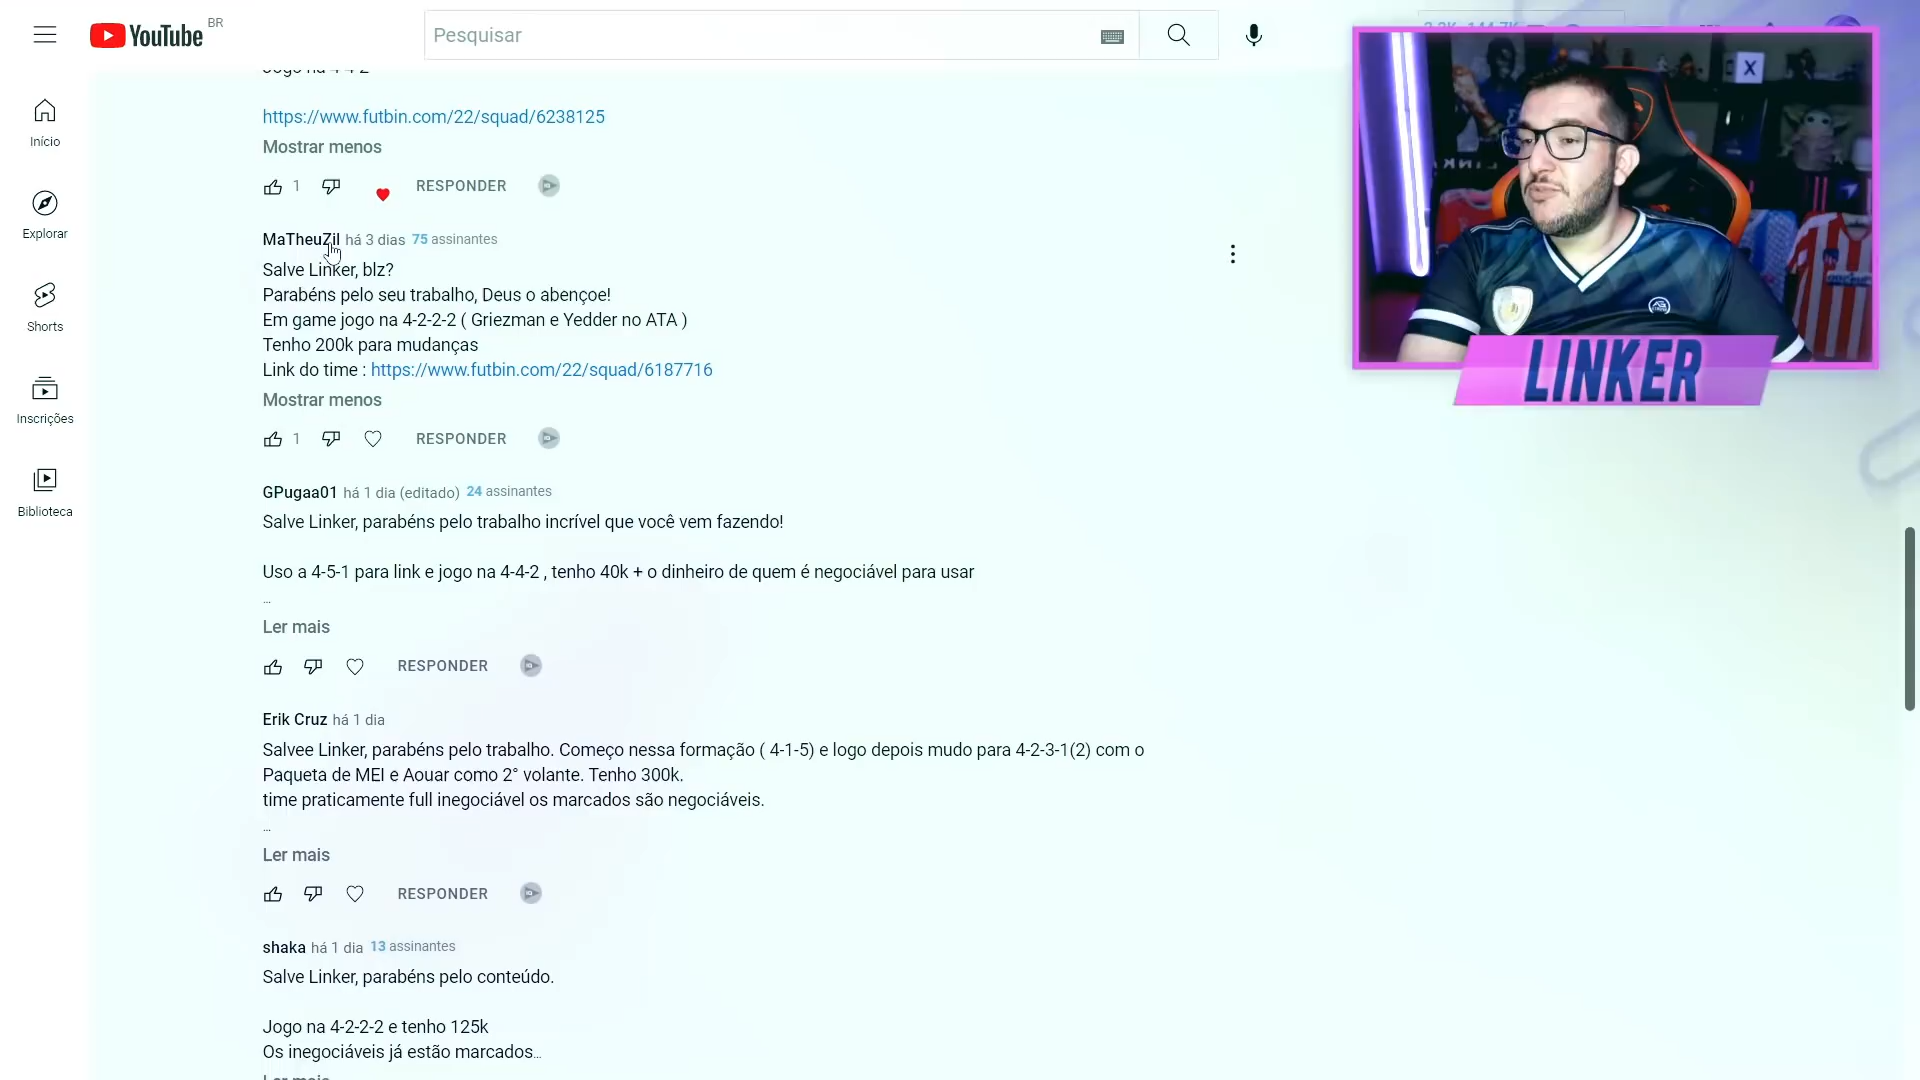 BR
YouTube
Pesquisar
X
Início
Explorar
Shorts
Inscrições
Biblioteca
Jogo na 4-4-2
https://www.futbin.com/22/squad/6238125
Mostrar menos
1
RESPONDER
MaTheuZil há 3 dias 75 assinantes
Salve Linker, blz?
Parabéns pelo seu trabalho, Deus o abençoe!
Em game jogo na 4-2-2-2 ( Griezman e Yedder no ATA )
Tenho 200k para mudanças
Link do time : https://www.futbin.com/22/squad/6187716
Mostrar menos
1
RESPONDER
GPugaa01 há 1 dia (editado) 24 assinantes
Salve Linker, parabéns pelo trabalho incrível que você vem fazendo!
Uso a 4-5-1 para link e jogo na 4-4-2 , tenho 40k + o dinheiro de quem é negociável para usar
...
Ler mais
RESPONDER
Erik Cruz há 1 dia
Salvee Linker, parabéns pelo trabalho. Começo nessa formação ( 4-1-5) e logo depois mudo para 4-2-3-1(2) com o
Paqueta de MEI e Aouar como 2° volante. Tenho 300k.
time praticamente full inegociável os marcados são negociáveis.
...
Ler mais
RESPONDER
shaka há 1 dia 13 assinantes
Salve Linker, parabéns pelo conteúdo.
Jogo na 4-2-2-2 e tenho 125k
Os inegociáveis já estão marcados...
Ler mais
LINKER